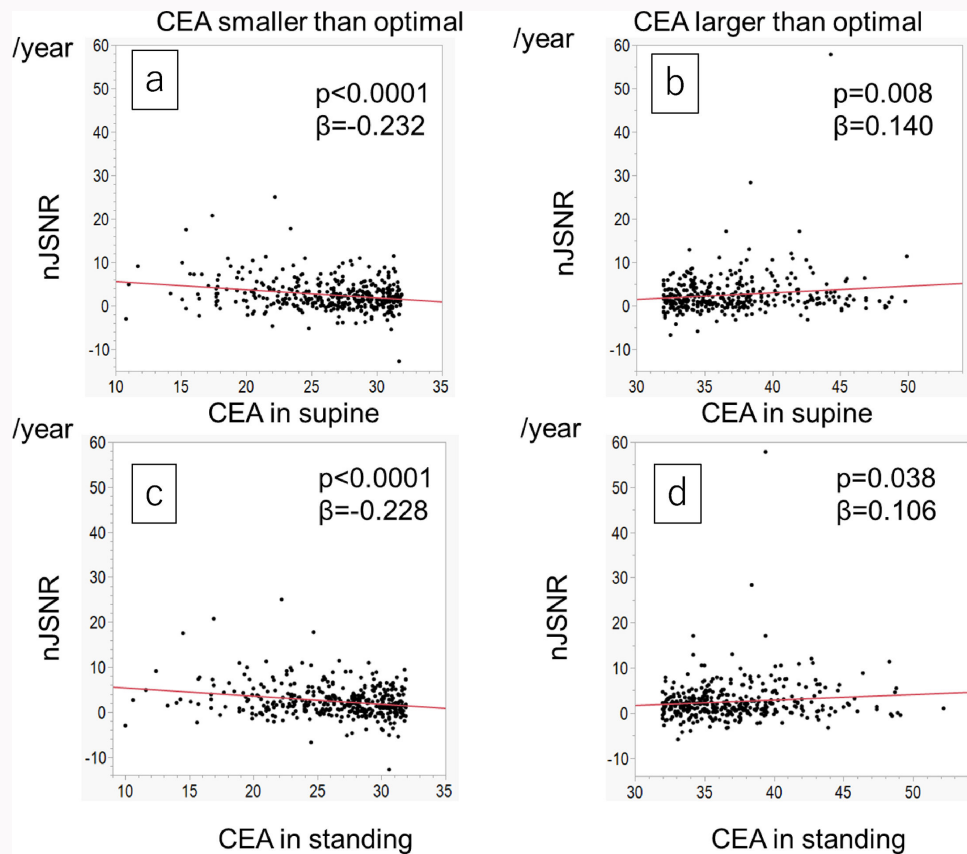 CEA smaller than optimal
/year
60
50
40
30
20
10
0
-10
nJSNR
a
p<0.0001
β=-0.232
10 15 20 25 30 35
CEA in supine
CEA larger than optimal
/year
60
50
40
30
20
10
0
-10
nJSNR
b
p=0.008
β=0.140
30 35 40 45 50
CEA in supine
/year
60
50
40
30
20
10
0
-10
nJSNR
c
p<0.0001
β=-0.228
10 15 20 25 30 35
CEA in standing
/year
60
50
40
30
20
10
0
-10
nJSNR
d
p=0.038
β=0.106
30 35 40 45 50
CEA in standing